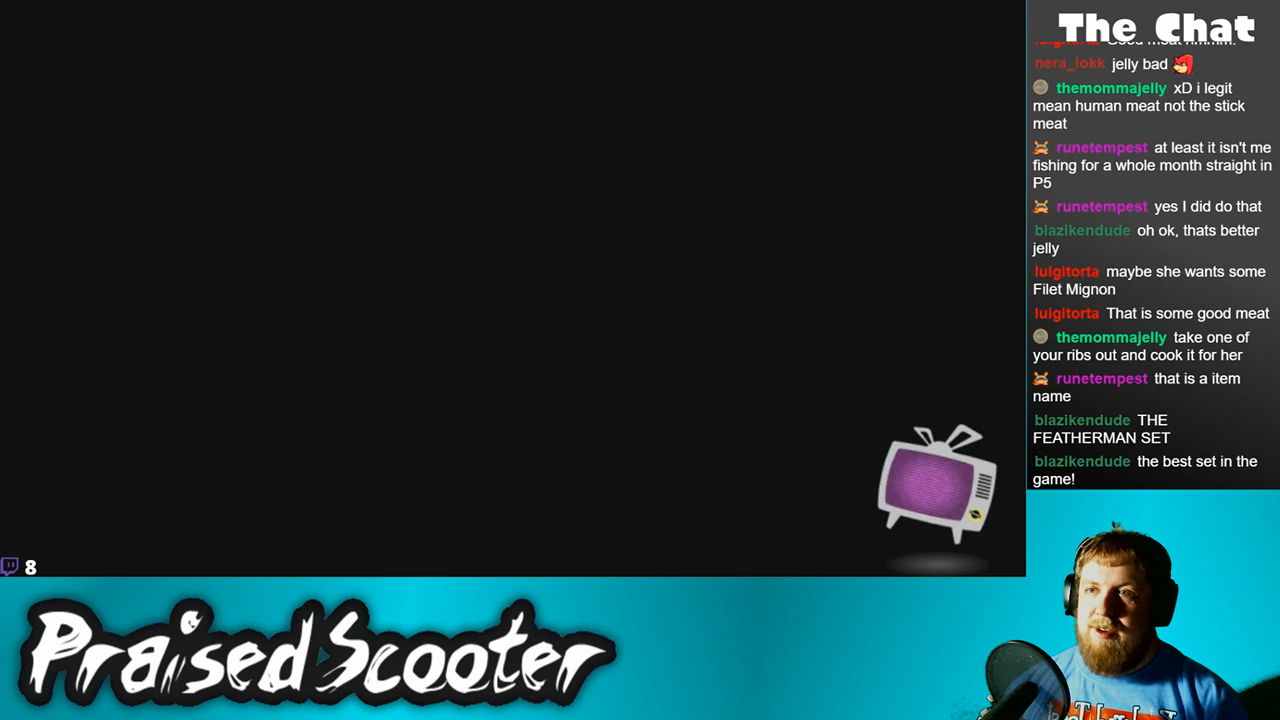 The Chat
nera_lokk jelly bad
themommajelly xD i legit
mean human meat not the stick
meat
runetempest at least it isn't me
fishing for a whole month straight in
P5
runetempest yes I did do that
blazikendude oh ok, thats better
jelly
luigitorta maybe she wants some
Filet Mignon
luigitorta That is some good meat
themommajelly take one of
your ribs out and cook it for her
runetempest that is a item
name
blazikendude THE
FEATHERMAN SET
blazikendude the best set in the
game!
8
PraisedScooter